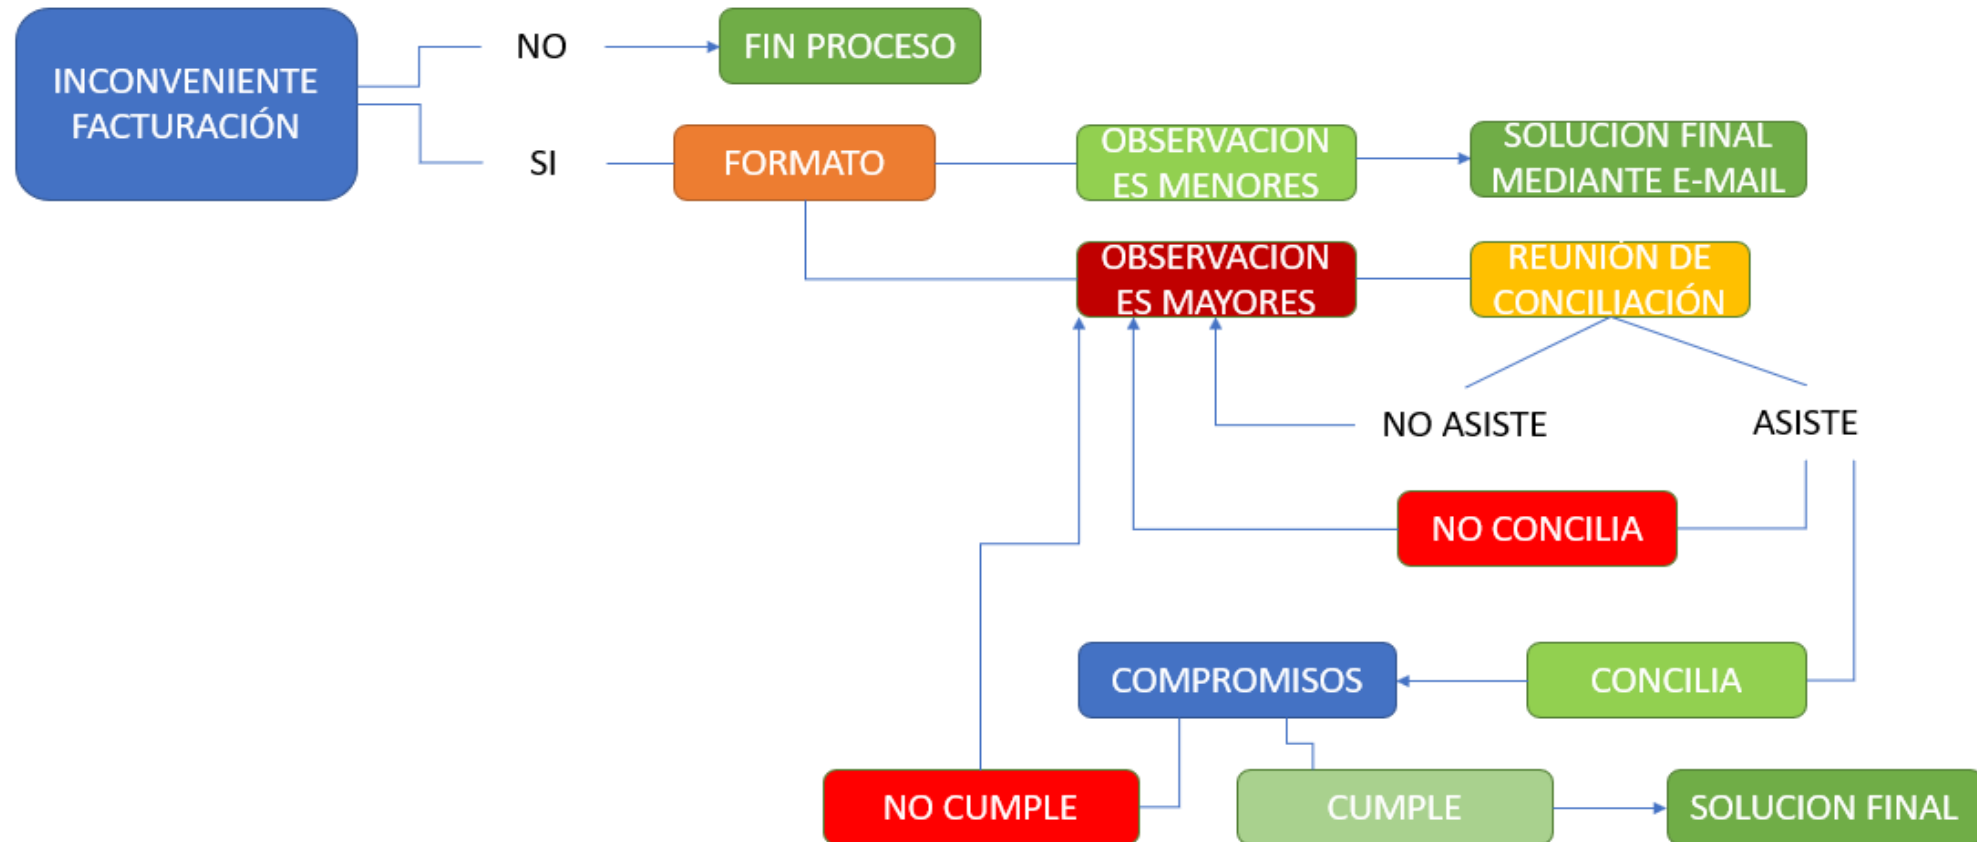 INCONVENIENTE
FACTURACIÓN
NO
FIN PROCESO
SI
FORMATO
OBSERVACION
ES MENORES
SOLUCION FINAL
MEDIANTE E-MAIL
OBSERVACION
ES MAYORES
REUNIÓN DE
CONCILIACIÓN
NO ASISTE
ASISTE
NO CONCILIA
COMPROMISOS
CONCILIA
NO CUMPLE
CUMPLE
SOLUCION FINAL